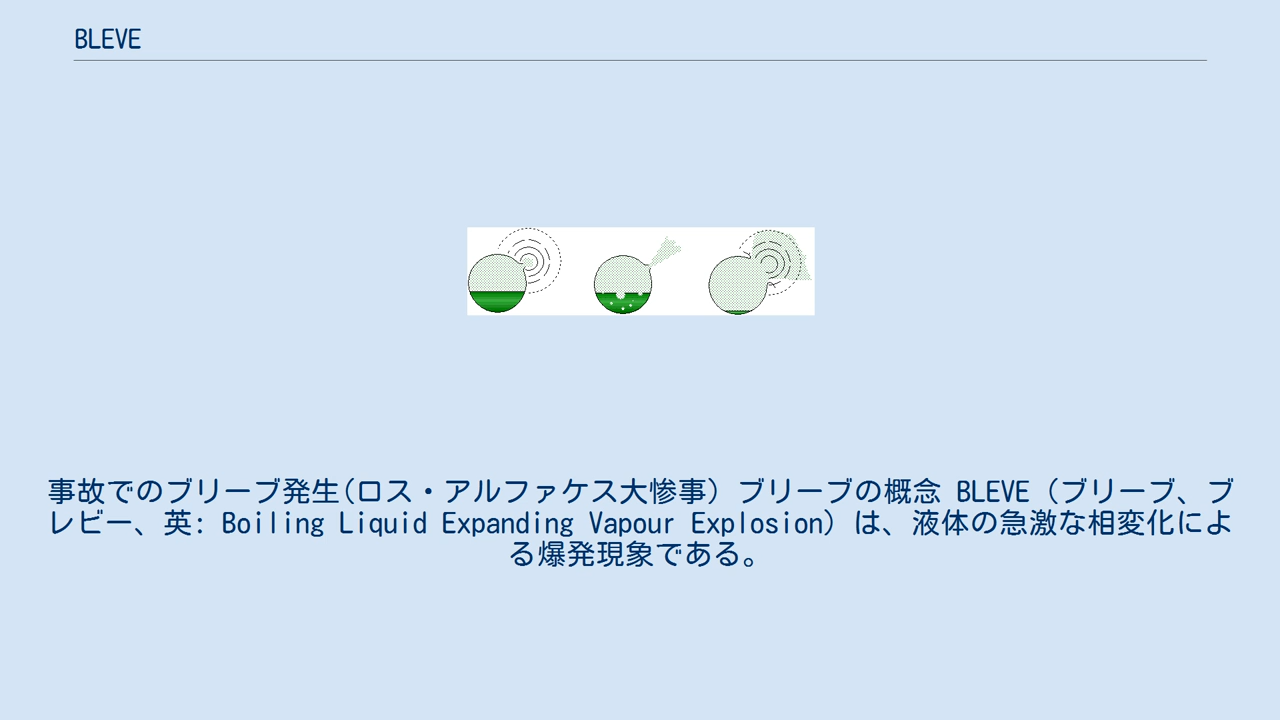 BLEVE
事故でのブリーブ発生(ロス・アルファケス大惨事) ブリーブの概念 BLEVE (ブリーブ、ブ
レビー、英: Boiling Liquid Expanding Vapour Explosion) は、液体の急激な相変化によ
る爆発現象である。